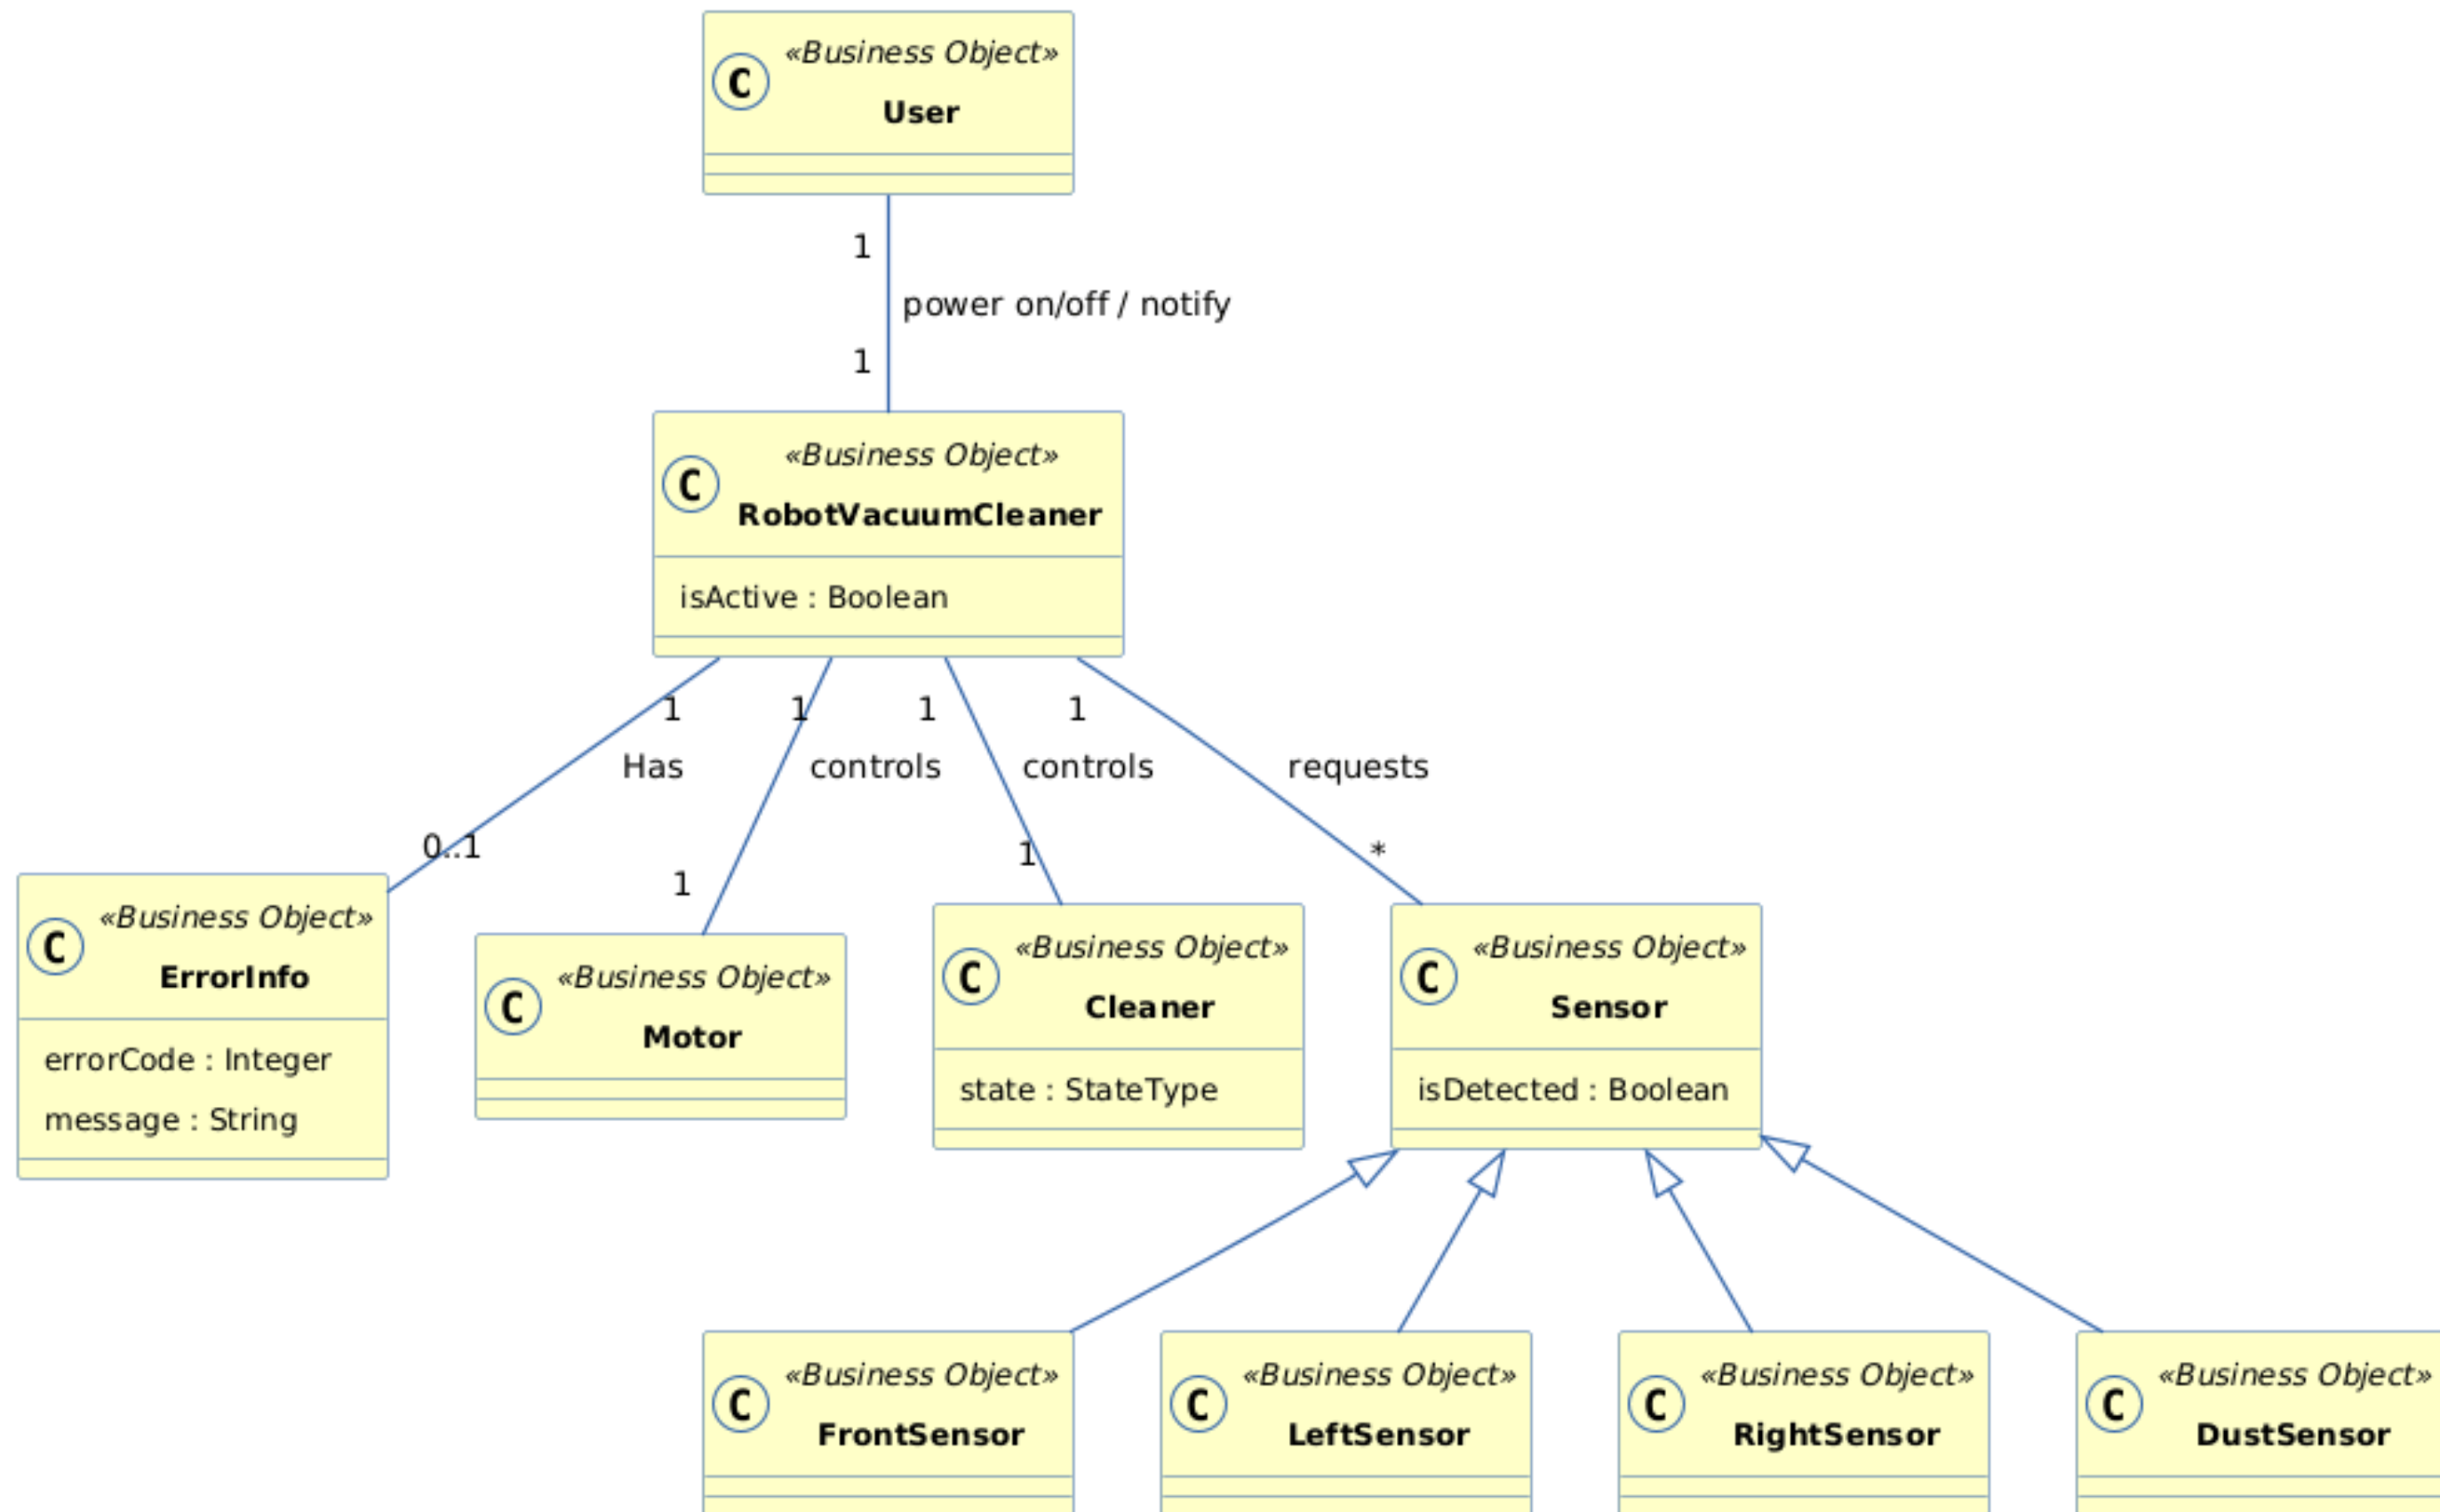 «Business Object»
C
User
1
power on/off / notify
1
«Business Object»
C
RobotVacuumCleaner
isActive : Boolean
1
1
1
1
Has
controls
controls
requests
0..1
1
1
*
«Business Object»
C
ErrorInfo
errorCode : Integer
message : String
«Business Object»
C
Motor
«Business Object»
C
Cleaner
state : StateType
«Business Object»
C
Sensor
isDetected : Boolean
«Business Object»
C
FrontSensor
«Business Object»
C
LeftSensor
«Business Object»
C
RightSensor
«Business Object»
C
DustSensor